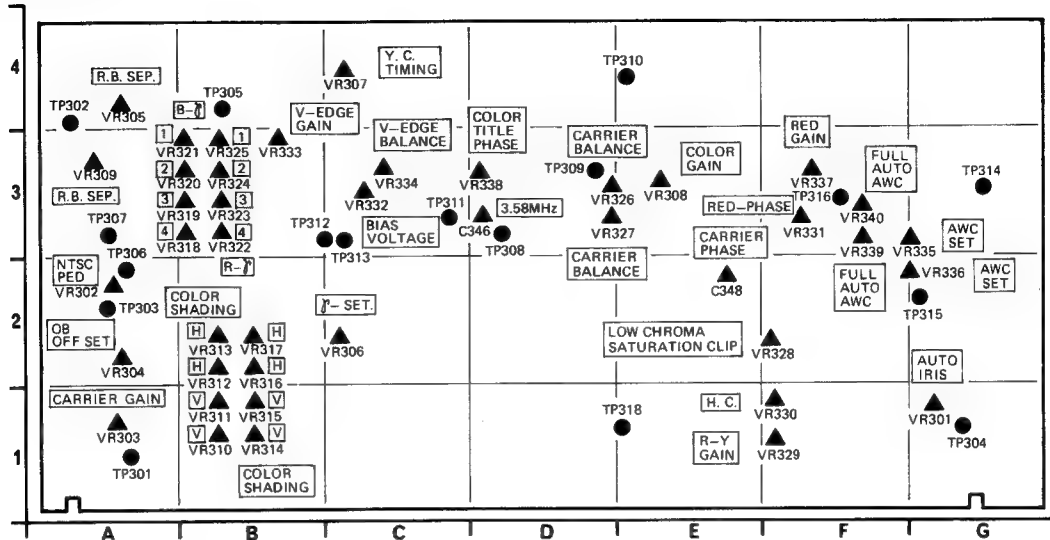 4
R.B. SEP.
TP302
VR305
B-γ
TP305
V-EDGE
GAIN
Y. C.
TIMING
VR307
TP310
1
VR321
1
VR325
VR333
V-EDGE
BALANCE
COLOR
TITLE
PHASE
CARRIER
BALANCE
RED
GAIN
3
VR309
R.B. SEP.
TP307
2
VR320
2
VR324
3
VR319
3
VR323
4
VR318
4
VR322
R-γ
VR334
VR332
TP312
TP313
BIAS
VOLTAGE
TP311
VR338
C346
3.58MHz
TP308
TP309
VR326
VR327
CARRIER
BALANCE
COLOR
GAIN
VR308
RED-PHASE
CARRIER
PHASE
VR337
TP316
VR331
FULL
AUTO
AWC
VR340
VR339
TP314
AWC
SET
VR335
2
TP306
NTSC
PED
VR302
TP303
OB
OFF SET
VR304
COLOR
SHADING
H
VR313
H
VR317
H
VR312
H
VR316
γ- SET.
VR306
C348
LOW CHROMA
SATURATION CLIP
VR328
FULL
AUTO
AWC
VR336
AWC
SET
TP315
AUTO
IRIS
1
CARRIER GAIN
VR303
TP301
V
VR311
V
VR315
V
VR310
V
VR314
COLOR
SHADING
TP318
H. C.
VR330
R-Y
GAIN
VR329
VR301
TP304
A
B
C
D
E
F
G